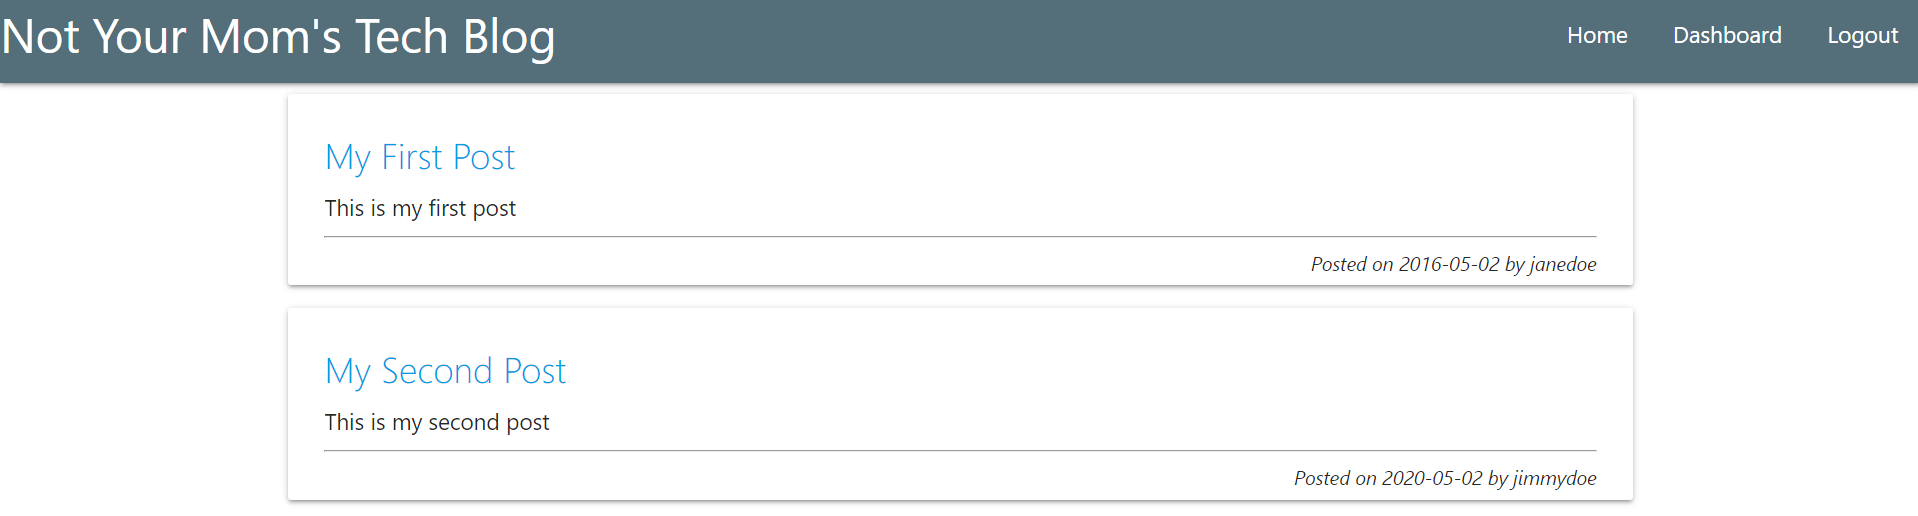 Not Your Mom's Tech Blog
Home Dashboard Logout
My First Post
This is my first post
Posted on 2016-05-02 by janedoe
My Second Post
This is my second post
Posted on 2020-05-02 by jimmydoe